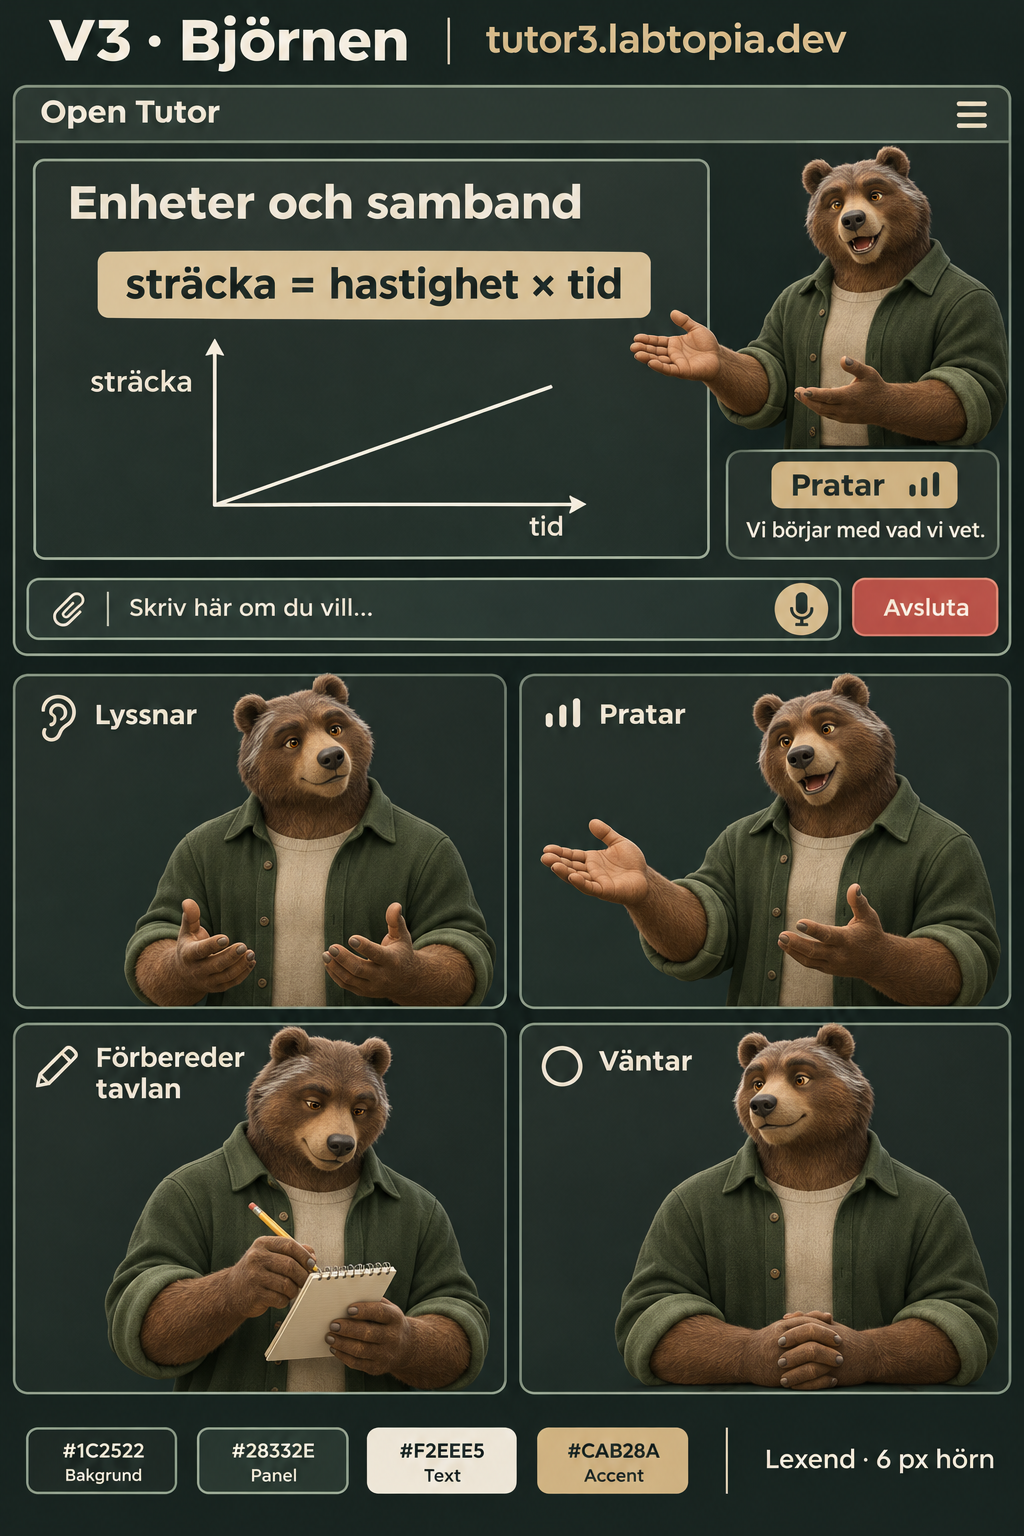 V3 · Björnen
tutor3.labtopia.dev
Open Tutor
Enheter och samband
sträcka = hastighet × tid
sträcka
tid
Pratar
Vi börjar med vad vi vet.
Skriv här om du vill...
Avsluta
Lyssnar
Pratar
Förbereder
tavlan
Väntar
#1C2522
Bakgrund
#28332E
Panel
#F2EEE5
Text
#CAB28A
Accent
Lexend · 6 px hörn